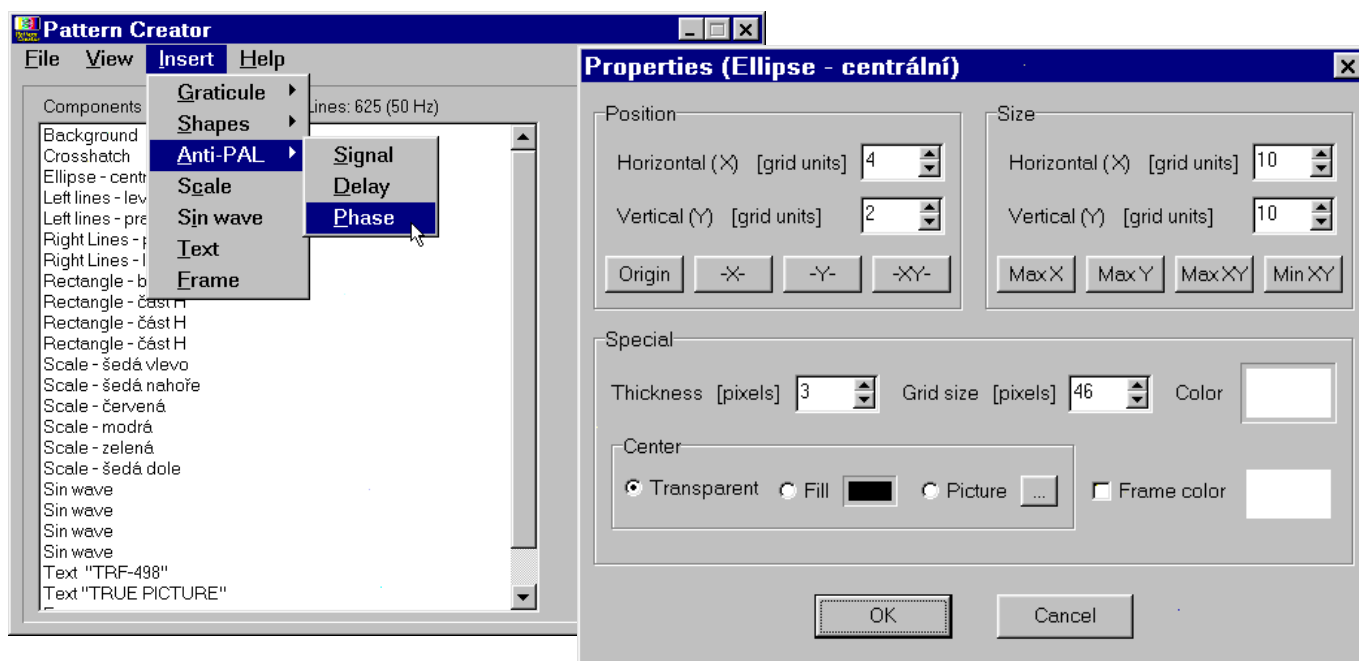 Pattern Creator
File View Insert Help
Components
Lines: 625 (50 Hz)
Background
Crosshatch
Ellipse - centr
Left lines - lev
Left lines - pra
Right Lines - p
Right Lines - l
Rectangle - b
Rectangle - část H
Rectangle - část H
Rectangle - část H
Scale - šedá vlevo
Scale - šedá nahoře
Scale - červená
Scale - modrá
Scale - zelená
Scale - šedá dole
Sin wave
Sin wave
Sin wave
Sin wave
Text "TRF-498"
Text "TRUE PICTURE"
Graticule
Shapes
Anti-PAL
Scale
Sin wave
Text
Frame
Signal
Delay
Phase
Properties (Ellipse - centrální)
Position
Horizontal (X) [grid units] 4
Vertical (Y) [grid units] 2
Origin -X- -Y- -XY-
Size
Horizontal (X) [grid units] 10
Vertical (Y) [grid units] 10
Max X Max Y Max XY Min XY
Special
Thickness [pixels] 3 Grid size [pixels] 46 Color
Center
Transparent Fill Picture ... Frame color
OK Cancel